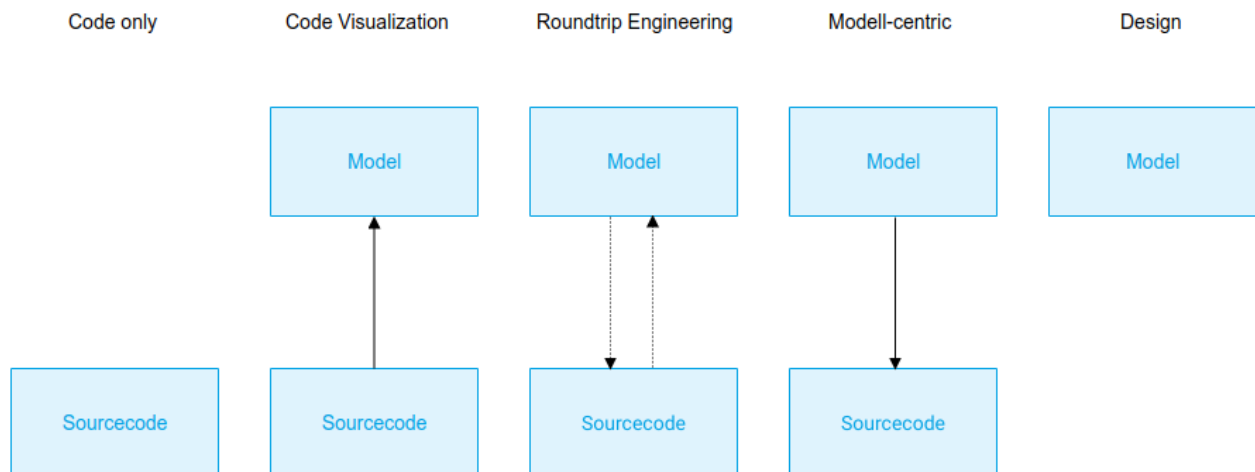 Code only
Code Visualization
Roundtrip Engineering
Modell-centric
Design
Model
Model
Model
Model
Sourcecode
Sourcecode
Sourcecode
Sourcecode